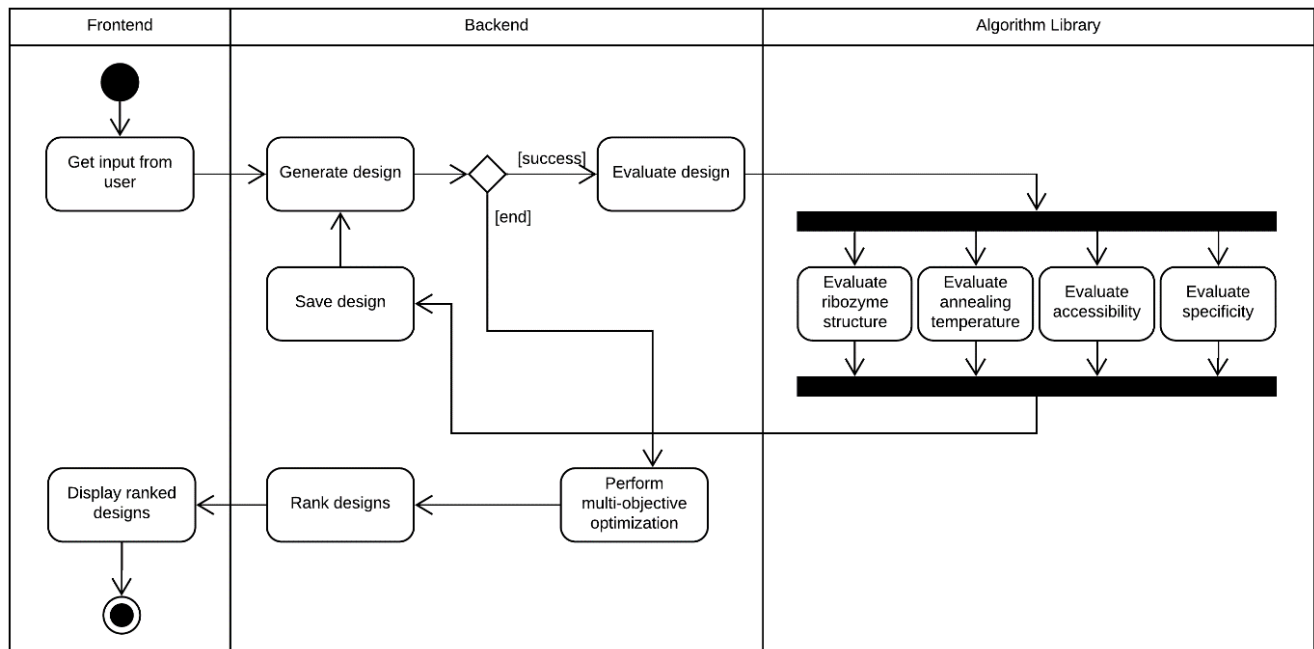 Frontend
Backend
Algorithm Library
Get input from
user
Generate design
[success]
Evaluate design
[end]
Save design
Evaluate
ribozyme
structure
Evaluate
annealing
temperature
Evaluate
accessibility
Evaluate
specificity
Display ranked
designs
Rank designs
Perform
multi-objective
optimization